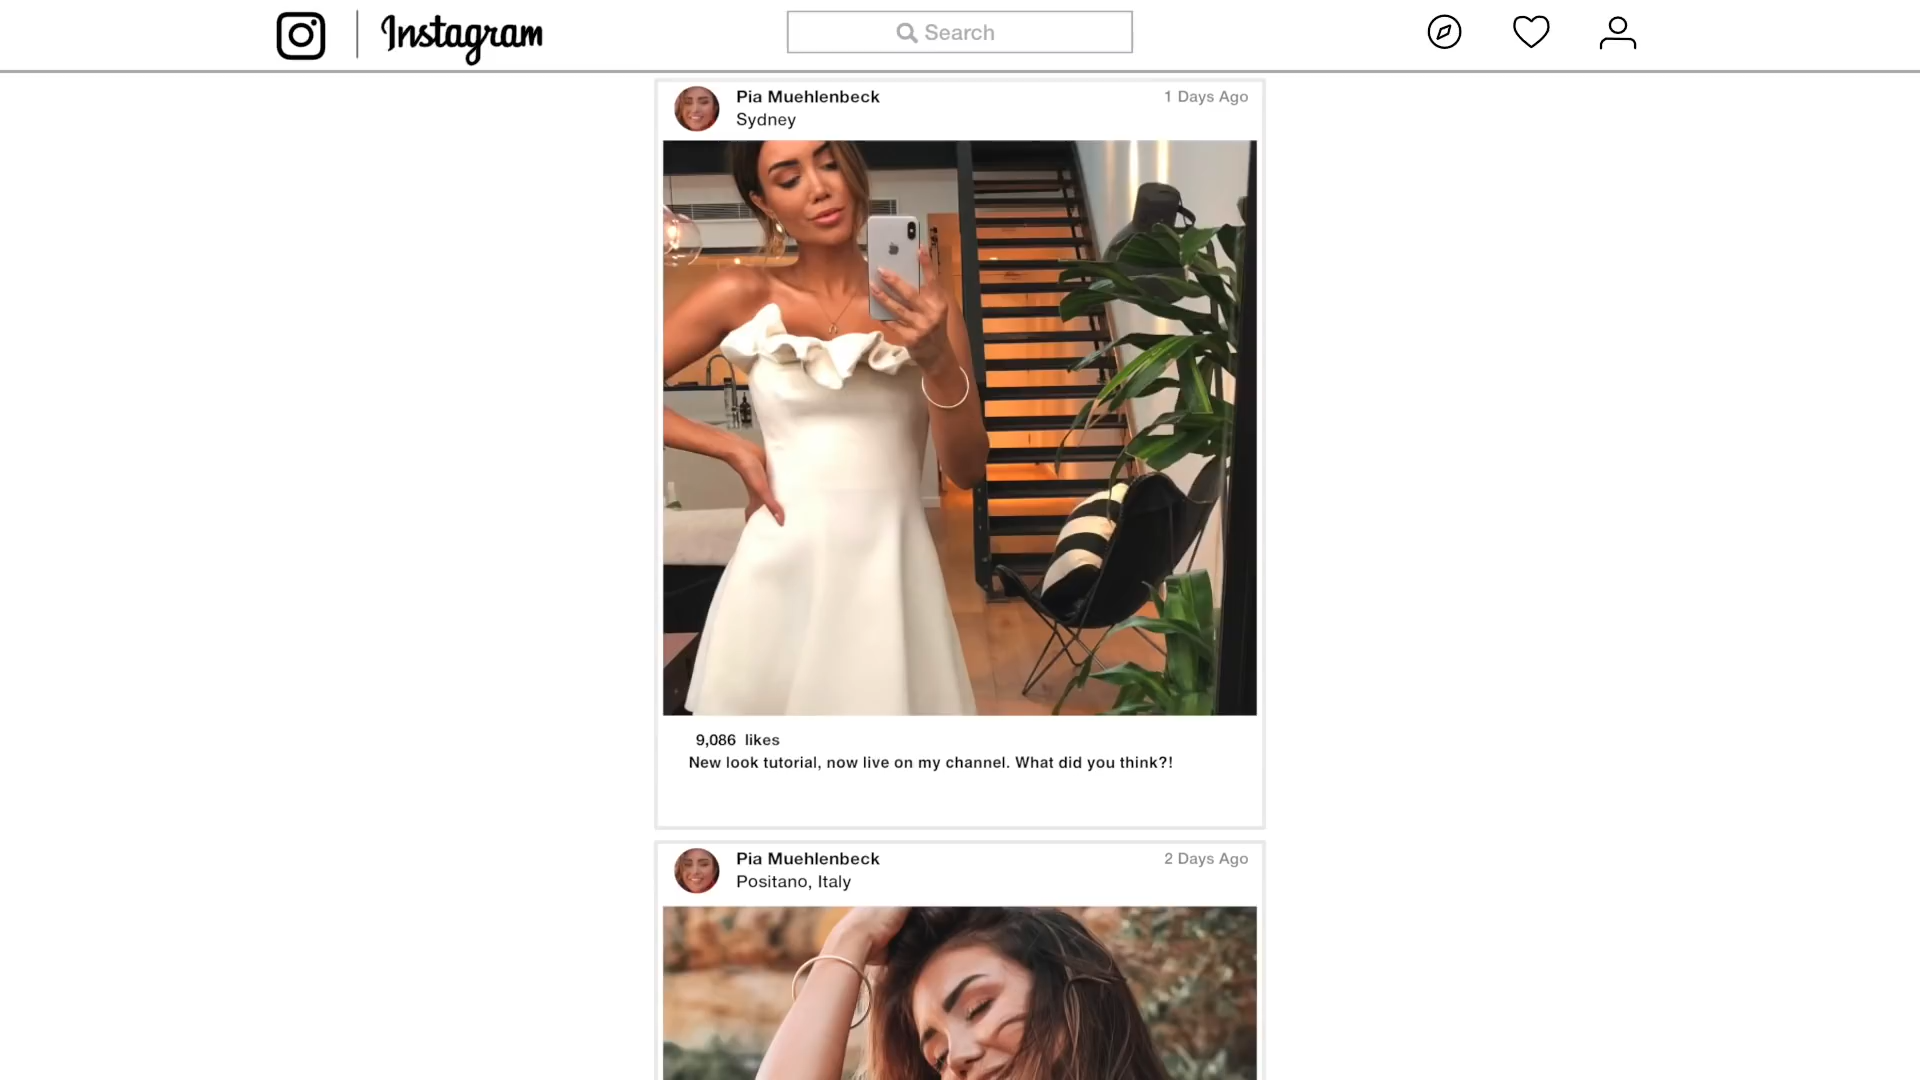 Instagram
Search
Pia Muehlenbeck
1 Days Ago
Sydney
9,086 likes
New look tutorial, now live on my channel. What did you think?!
Pia Muehlenbeck
2 Days Ago
Positano, Italy